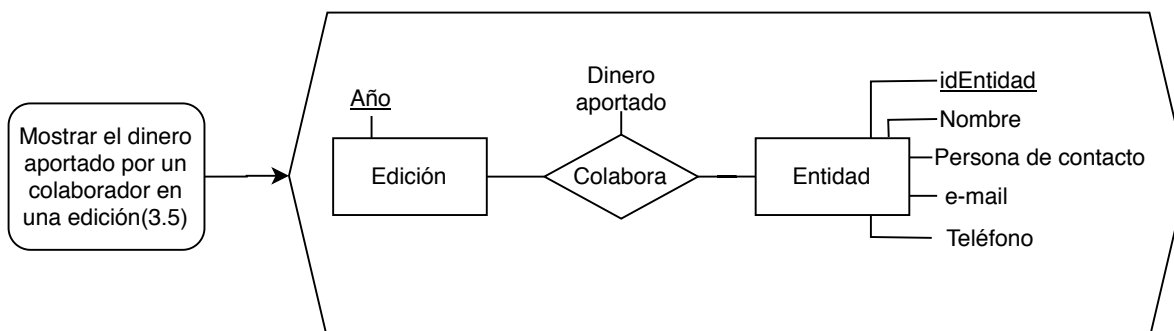 Mostrar el dinero
aportado por un
colaborador en
una edición(3.5)
Año
Edición
Dinero
aportado
Colabora
Entidad
idEntidad
Nombre
Persona de contacto
e-mail
Teléfono